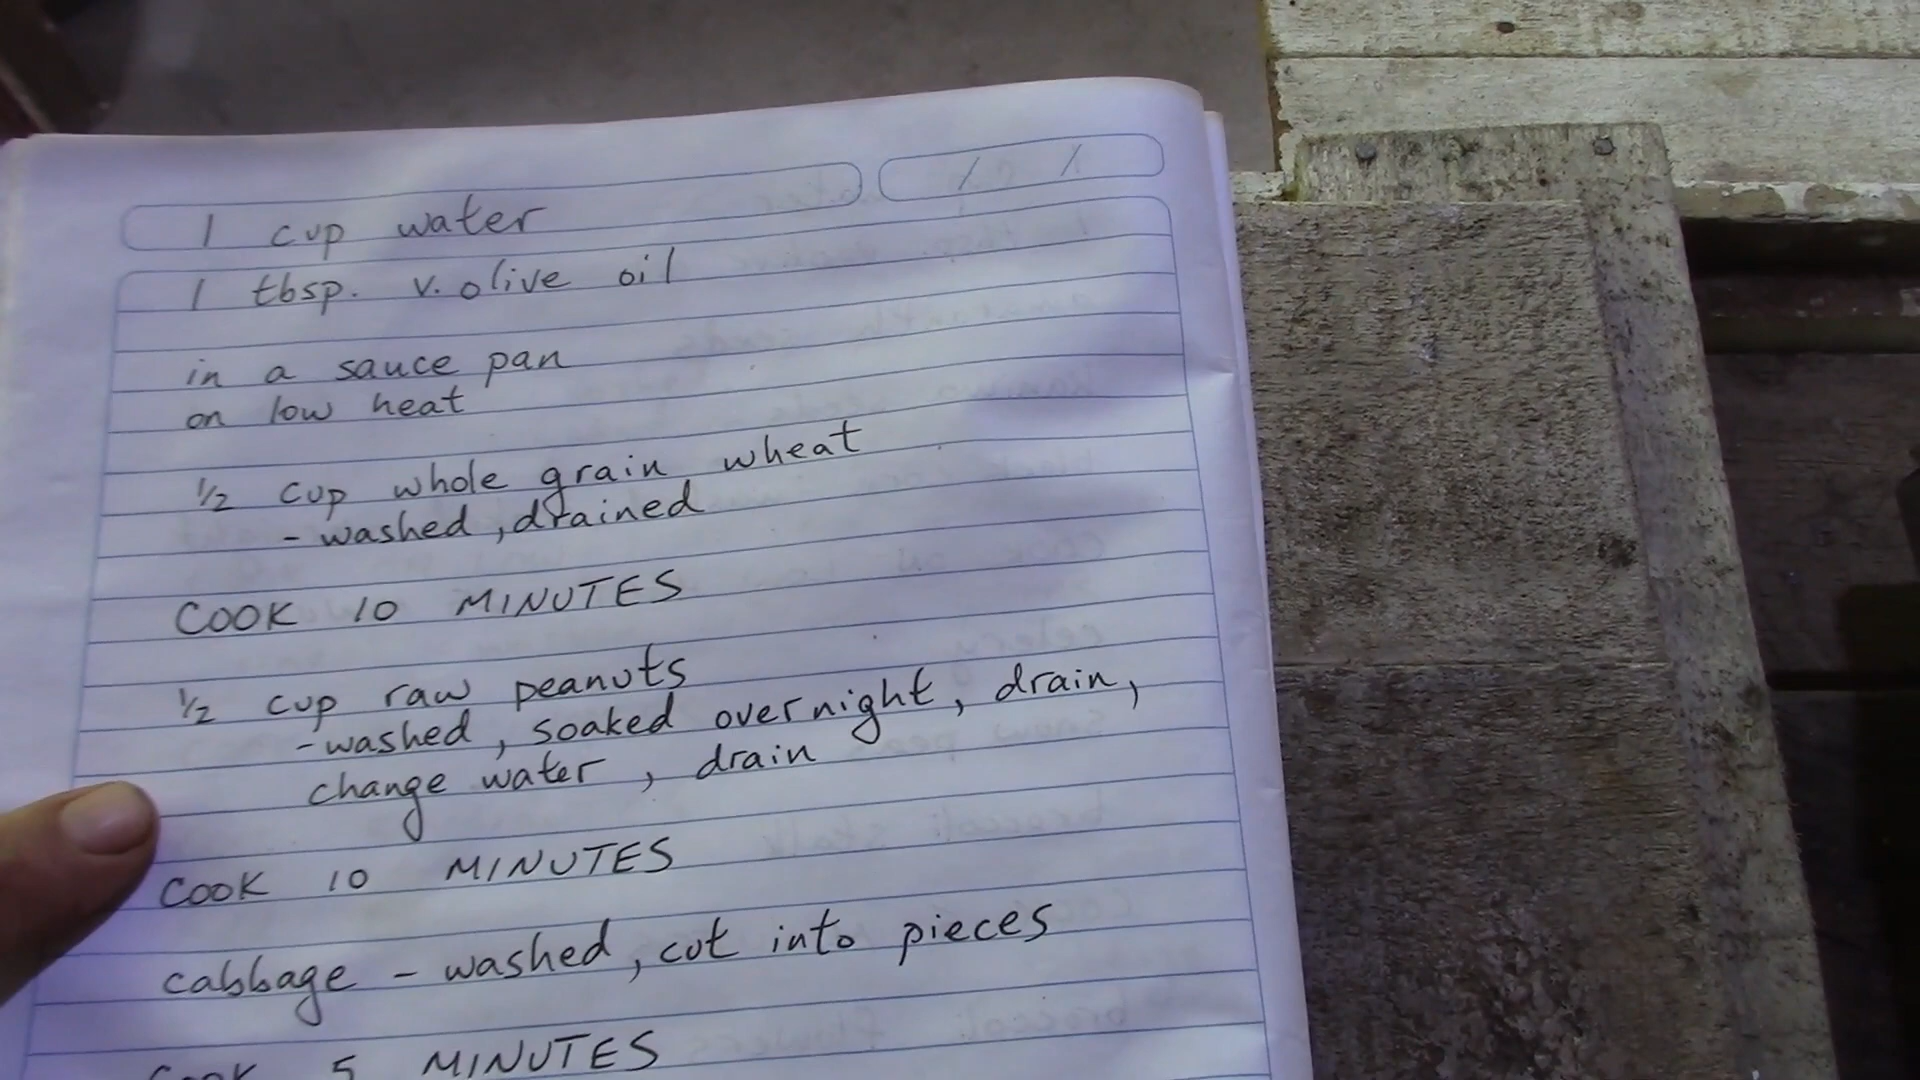 1 cup water
1 tbsp. v. olive oil
in a sauce pan
on low heat
1/2 cup whole grain wheat
- washed, drained
COOK 10 MINUTES
1/2 cup raw peanuts
- washed, soaked overnight, drain,
change water, drain
COOK 10 MINUTES
cabbage - washed, cut into pieces
COOK 5 MINUTES